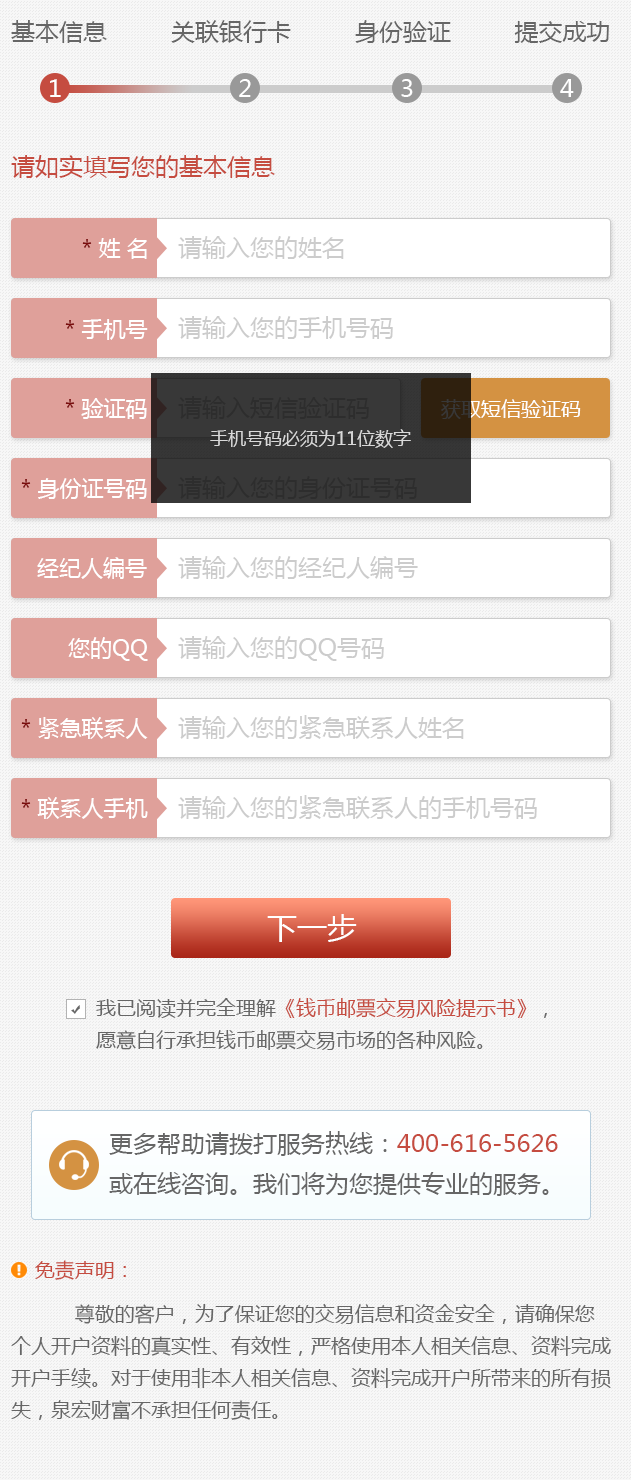 基本信息 关联银行卡 身份验证 提交成功
1 2 3 4
请如实填写您的基本信息
* 姓 名 请输入您的姓名
* 手机号 请输入您的手机号码
* 验证码 请输入短信验证码 获取短信验证码
手机号码必须为11位数字
* 身份证号码 请输入您的身份证号码
经纪人编号 请输入您的经纪人编号
您的QQ 请输入您的QQ号码
* 紧急联系人 请输入您的紧急联系人姓名
* 联系人手机 请输入您的紧急联系人的手机号码
下一步
我已阅读并完全理解《钱币邮票交易风险提示书》，
愿意自行承担钱币邮票交易市场的各种风险。
更多帮助请拨打服务热线：400-616-5626
或在线咨询。我们将为您提供专业的服务。
免责声明：
尊敬的客户，为了保证您的交易信息和资金安全，请确保您
个人开户资料的真实性、有效性，严格使用本人相关信息、资料完成
开户手续。对于使用非本人相关信息、资料完成开户所带来的所有损
失，泉宏财富不承担任何责任。